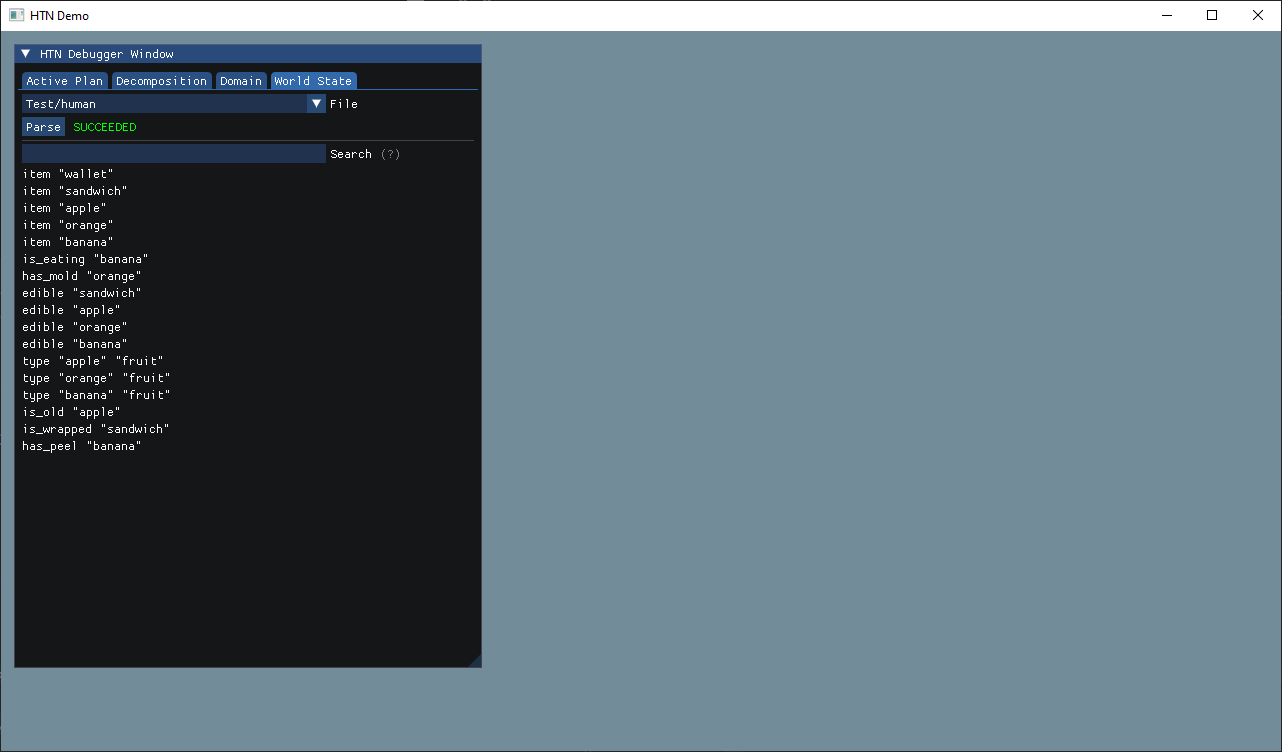 HTN Demo
HTN Debugger Window
Active Plan Decomposition Domain World State
Test/human File
Parse SUCCEEDED
Search (?)
item "wallet"
item "sandwich"
item "apple"
item "orange"
item "banana"
is_eating "banana"
has_mold "orange"
edible "sandwich"
edible "apple"
edible "orange"
edible "banana"
type "apple" "fruit"
type "orange" "fruit"
type "banana" "fruit"
is_old "apple"
is_wrapped "sandwich"
has_peel "banana"